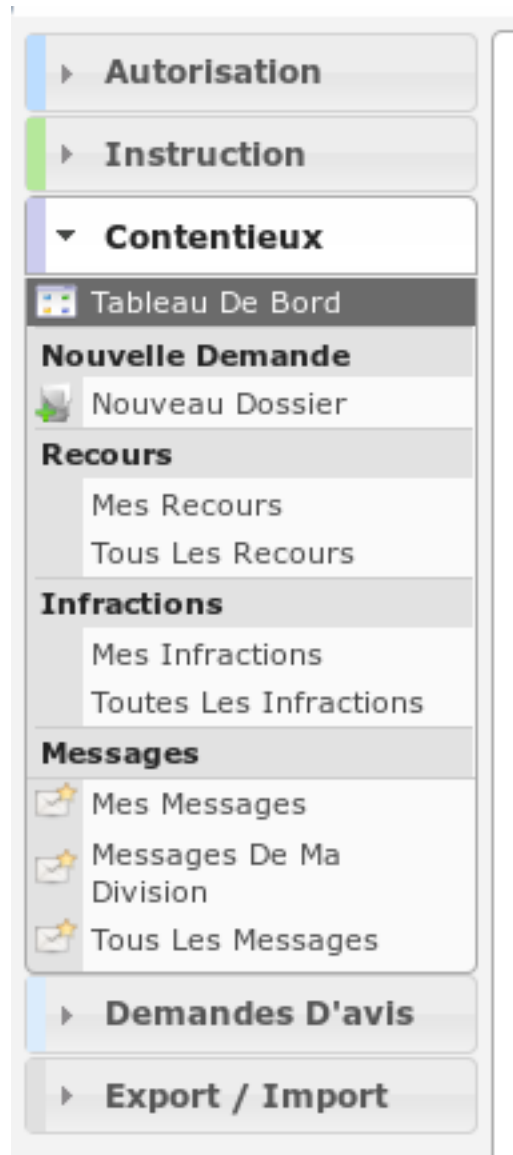 Autorisation
Instruction
Contentieux
Tableau De Bord
Nouvelle Demande
Nouveau Dossier
Recours
Mes Recours
Tous Les Recours
Infractions
Mes Infractions
Toutes Les Infractions
Messages
Mes Messages
Messages De Ma
Division
Tous Les Messages
Demandes D'avis
Export / Import